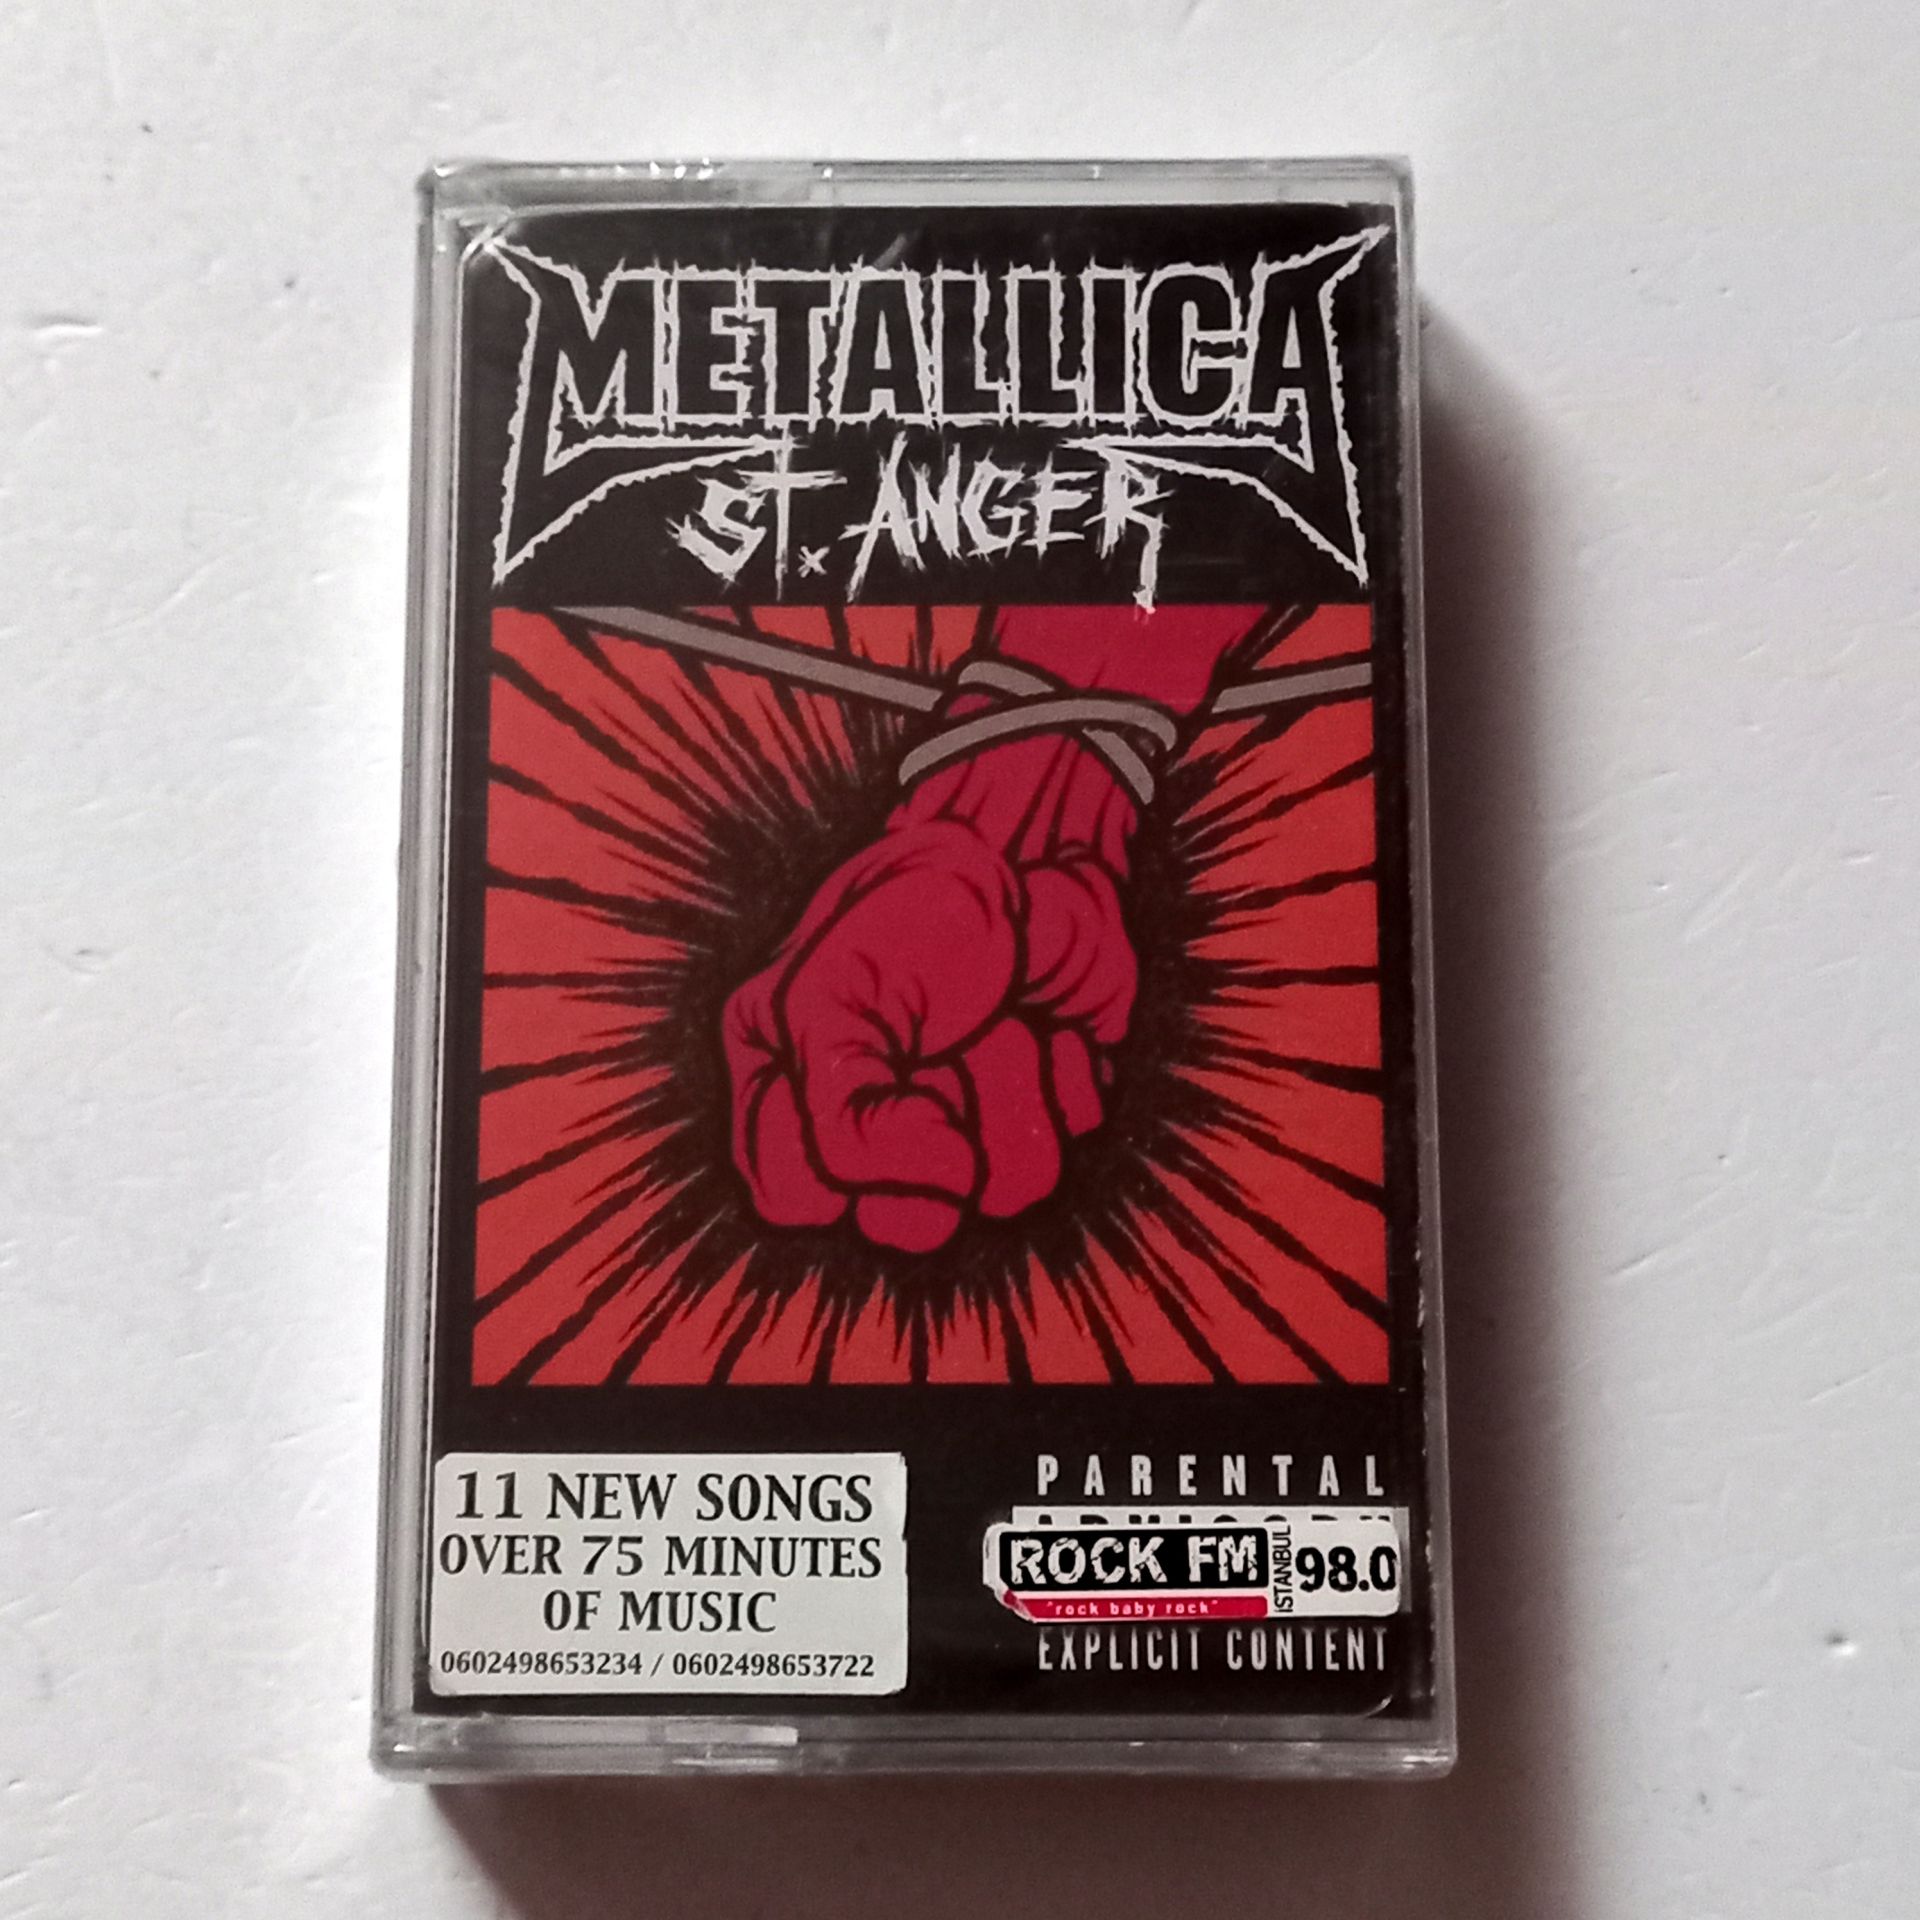 METALLICA
ST. ANGER
11 NEW SONGS
OVER 75 MINUTES
OF MUSIC
0602498653234 / 0602498653722
PARENTAL
ROCK FM
İSTANBUL
98.0
"rock baby rock"
EXPLICIT CONTENT